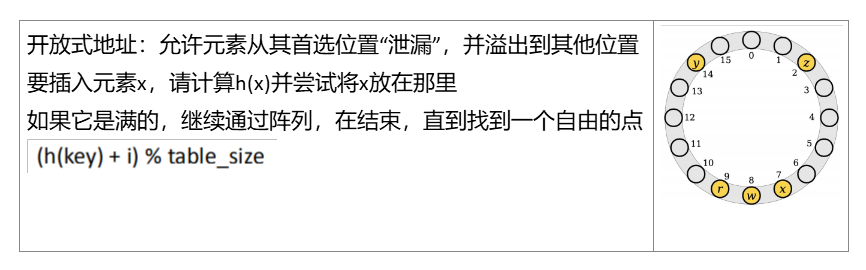 开放式地址：允许元素从其首选位置“泄漏”，并溢出到其他位置
要插入元素x，请计算h(x)并尝试将x放在那里
如果它是满的，继续通过阵列，在结束，直到找到一个自由的点
(h(key) + i) % table_size
0
1
z
2
3
4
5
6
x
7
w
8
r
9
10
11
12
13
y
14
15